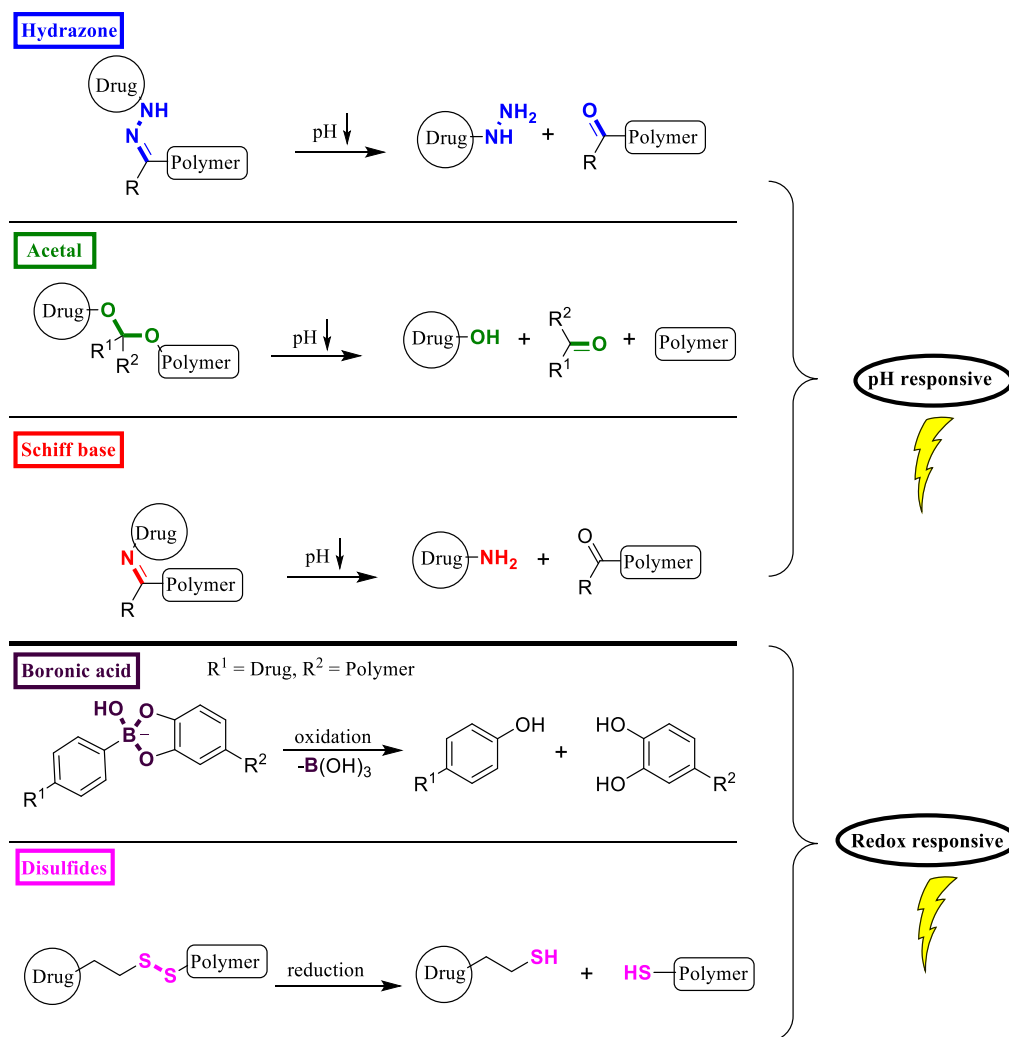 Hydrazone
Drug
NH
N
R
Polymer
pH
Drug
NH2
NH
+
O
R
Polymer
Acetal
Drug
O
O
R1
R2
Polymer
pH
Drug
OH
+
R2
O
R1
+
Polymer
pH responsive
Schiff base
Drug
N
R
Polymer
pH
Drug
NH2
+
O
R
Polymer
Boronic acid
R1 = Drug, R2 = Polymer
HO
O
B
−
O
R1
R2
oxidation
-B(OH)3
OH
R1
+
HO
HO
R2
Redox responsive
Disulfides
Drug
S
S
Polymer
reduction
Drug
SH
+
HS
Polymer